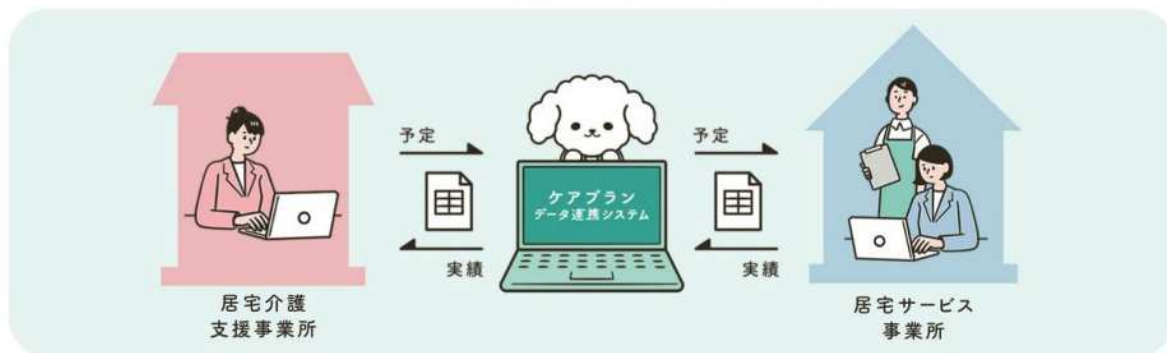 予定
予定
ケアプラン
データ連携システム
実績
実績
居宅介護
支援事業所
居宅サービス
事業所